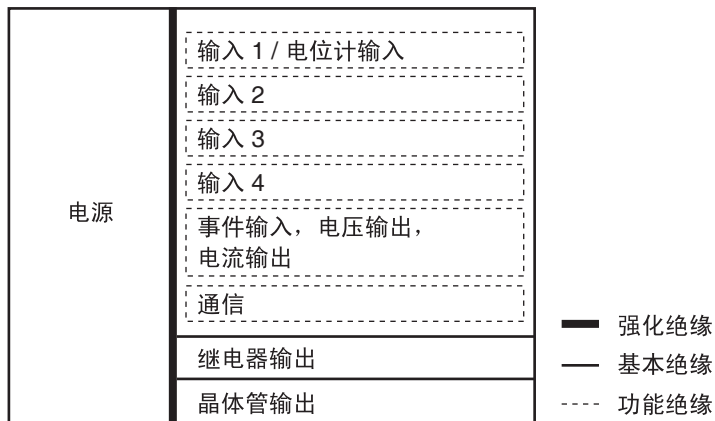 电源
输入 1 / 电位计输入
输入 2
输入 3
输入 4
事件输入，电压输出，
电流输出
通信
继电器输出
晶体管输出
强化绝缘
基本绝缘
功能绝缘